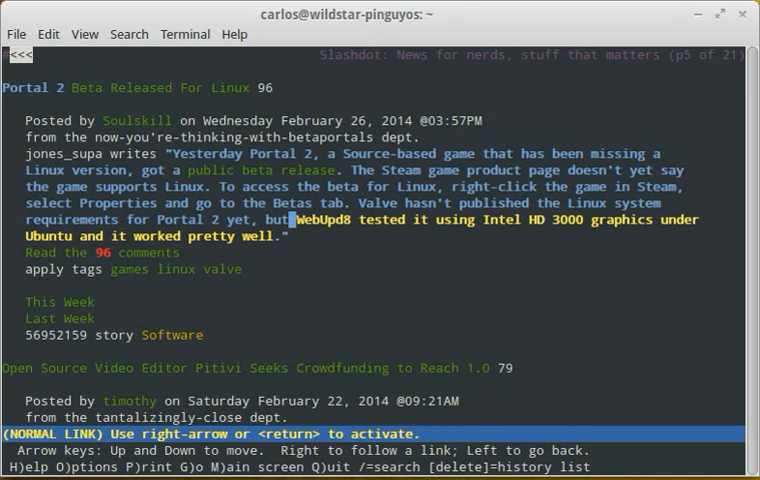 carlos@wildstar-pinguyos: ~
File Edit View Search Terminal Help
#<<< Slashdot: News for nerds, stuff that matters (p5 of 21)
Portal 2 Beta Released For Linux 96
Posted by Soulskill on Wednesday February 26, 2014 @03:57PM
from the now-you're-thinking-with-betaportals dept.
jones_supa writes "Yesterday Portal 2, a Source-based game that has been missing a
Linux version, got a public beta release. The Steam game product page doesn't yet say
the game supports Linux. To access the beta for Linux, right-click the game in Steam,
select Properties and go to the Betas tab. Valve hasn't published the Linux system
requirements for Portal 2 yet, but WebUpd8 tested it using Intel HD 3000 graphics under
Ubuntu and it worked pretty well."
Read the 96 comments
apply tags games linux valve
This Week
Last Week
56952159 story Software
Open Source Video Editor Pitivi Seeks Crowdfunding to Reach 1.0 79
Posted by timothy on Saturday February 22, 2014 @09:21AM
from the tantalizingly-close dept.
(NORMAL LINK) Use right-arrow or <return> to activate.
Arrow keys: Up and Down to move. Right to follow a link; Left to go back.
H)elp O)ptions P)rint G)o M)ain screen Q)uit /=search [delete]=history list